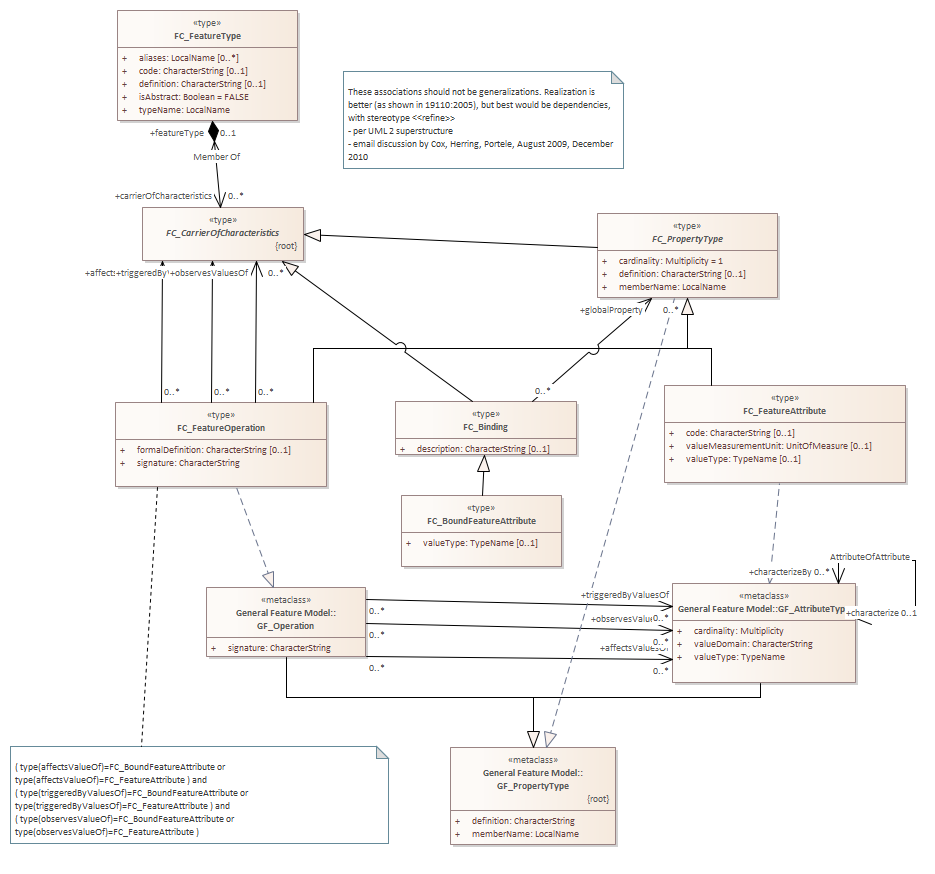 «type»
FC_FeatureType
+ aliases: LocalName [0..*]
+ code: CharacterString [0..1]
+ definition: CharacterString [0..1]
+ isAbstract: Boolean = FALSE
+ typeName: LocalName
These associations should not be generalizations. Realization is
better (as shown in 19110:2005), but best would be dependencies,
with stereotype <<refine>>
- per UML 2 superstructure
- email discussion by Cox, Herring, Portele, August 2009, December
2010
+featureType 0..1
Member Of
+carrierOfCharacteristics 0..*
«type»
FC_CarrierOfCharacteristics
{root}
«type»
FC_PropertyType
+ cardinality: Multiplicity = 1
+ definition: CharacterString [0..1]
+ memberName: LocalName
+affects +triggeredBy +observesValuesOf 0..*
+globalProperty 0..*
0..* 0..* 0..*
0..*
«type»
FC_FeatureOperation
+ formalDefinition: CharacterString [0..1]
+ signature: CharacterString
«type»
FC_Binding
+ description: CharacterString [0..1]
«type»
FC_FeatureAttribute
+ code: CharacterString [0..1]
+ valueMeasurementUnit: UnitOfMeasure [0..1]
+ valueType: TypeName [0..1]
«type»
FC_BoundFeatureAttribute
+ valueType: TypeName [0..1]
AttributeOfAttribute
+characterizeBy 0..*
+characterize 0..1
«metaclass»
General Feature Model::
GF_Operation
+ signature: CharacterString
0..*
0..*
0..*
+triggeredByValuesOf
+observesValu 0..*
0..*
+affectsValuesOf
0..*
«metaclass»
General Feature Model::GF_AttributeTyp
+ cardinality: Multiplicity
+ valueDomain: CharacterString
+ valueType: TypeName
( type(affectsValueOf)=FC_BoundFeatureAttribute or
type(affectsValueOf)=FC_FeatureAttribute ) and
( type(triggeredByValuesOf)=FC_BoundFeatureAttribute or
type(triggeredByValuesOf)=FC_FeatureAttribute ) and
( type(observesValueOf)=FC_BoundFeatureAttribute or
type(observesValueOf)=FC_FeatureAttribute )
«metaclass»
General Feature Model::
GF_PropertyType
{root}
+ definition: CharacterString
+ memberName: LocalName